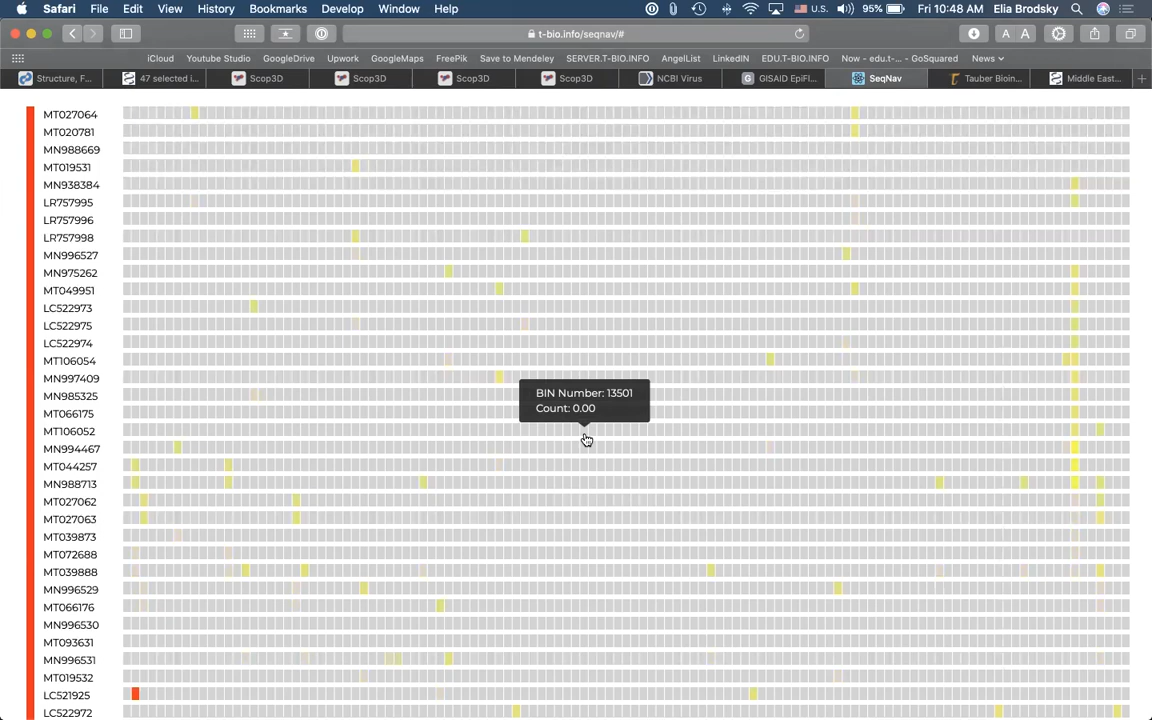 Safari File Edit View History Bookmarks Develop Window Help U.S. 95% Fri 10:48 AM Elia Brodsky
t-bio.info/seqnav/# A A
iCloud Youtube Studio GoogleDrive Upwork GoogleMaps FreePik Save to Mendeley SERVER.T-BIO.INFO AngelList LinkedIN EDU.T-BIO.INFO Now - edu.t-... - GoSquared News
Structure, F... 47 selected i... Scop3D Scop3D Scop3D Scop3D NCBI Virus GISAID EpiFl... SeqNav Tauber Bioin... Middle East...
MT027064
MT020781
MN988669
MT019531
MN938384
LR757995
LR757996
LR757998
MN996527
MN975262
MT049951
LC522973
LC522975
LC522974
MT106054
MN997409
MN985325
BIN Number: 13501
Count: 0.00
MT066175
MT106052
MN994467
MT044257
MN988713
MT027062
MT027063
MT039873
MT072688
MT039888
MN996529
MT066176
MN996530
MT093631
MN996531
MT019532
LC521925
LC522972